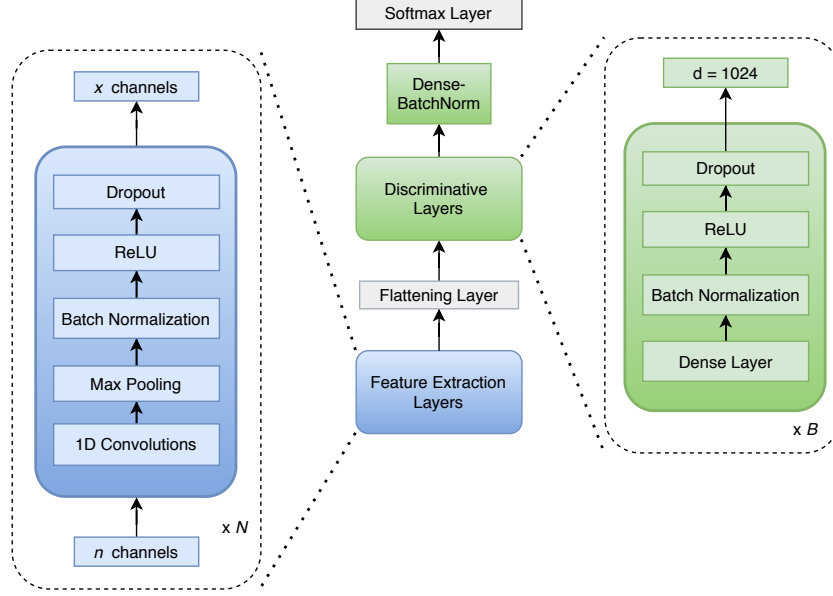 Softmax Layer
Dense-
BatchNorm
Discriminative
Layers
Flattening Layer
Feature Extraction
Layers
x channels
Dropout
ReLU
Batch Normalization
Max Pooling
1D Convolutions
n channels
x N
d = 1024
Dropout
ReLU
Batch Normalization
Dense Layer
x B